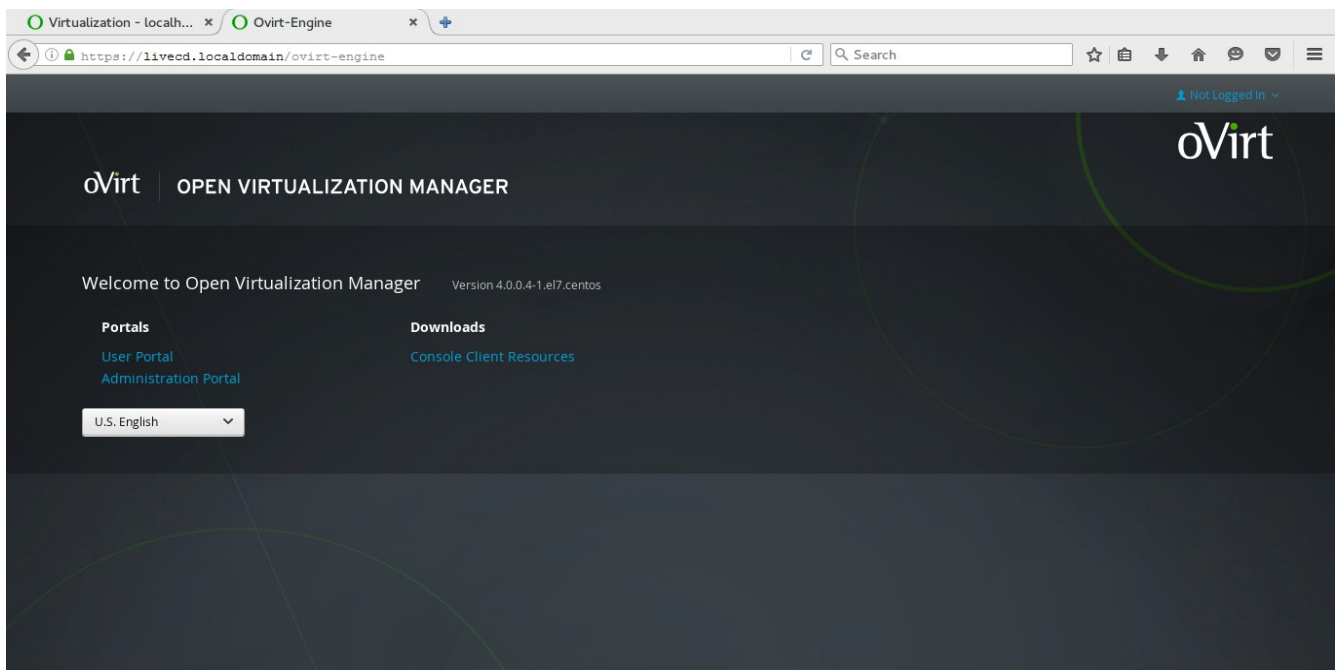 Virtualization - localh...
Ovirt-Engine
https://livecd.localdomain/ovirt-engine
Search
Not Logged In
oVirt
oVirt OPEN VIRTUALIZATION MANAGER
Welcome to Open Virtualization Manager Version 4.0.0.4-1.el7.centos
Portals
User Portal
Administration Portal
Downloads
Console Client Resources
U.S. English